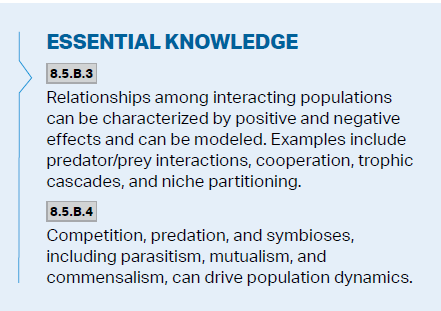 ESSENTIAL KNOWLEDGE
8.5.B.3
Relationships among interacting populations
can be characterized by positive and negative
effects and can be modeled. Examples include
predator/prey interactions, cooperation, trophic
cascades, and niche partitioning.
8.5.B.4
Competition, predation, and symbioses,
including parasitism, mutualism, and
commensalism, can drive population dynamics.